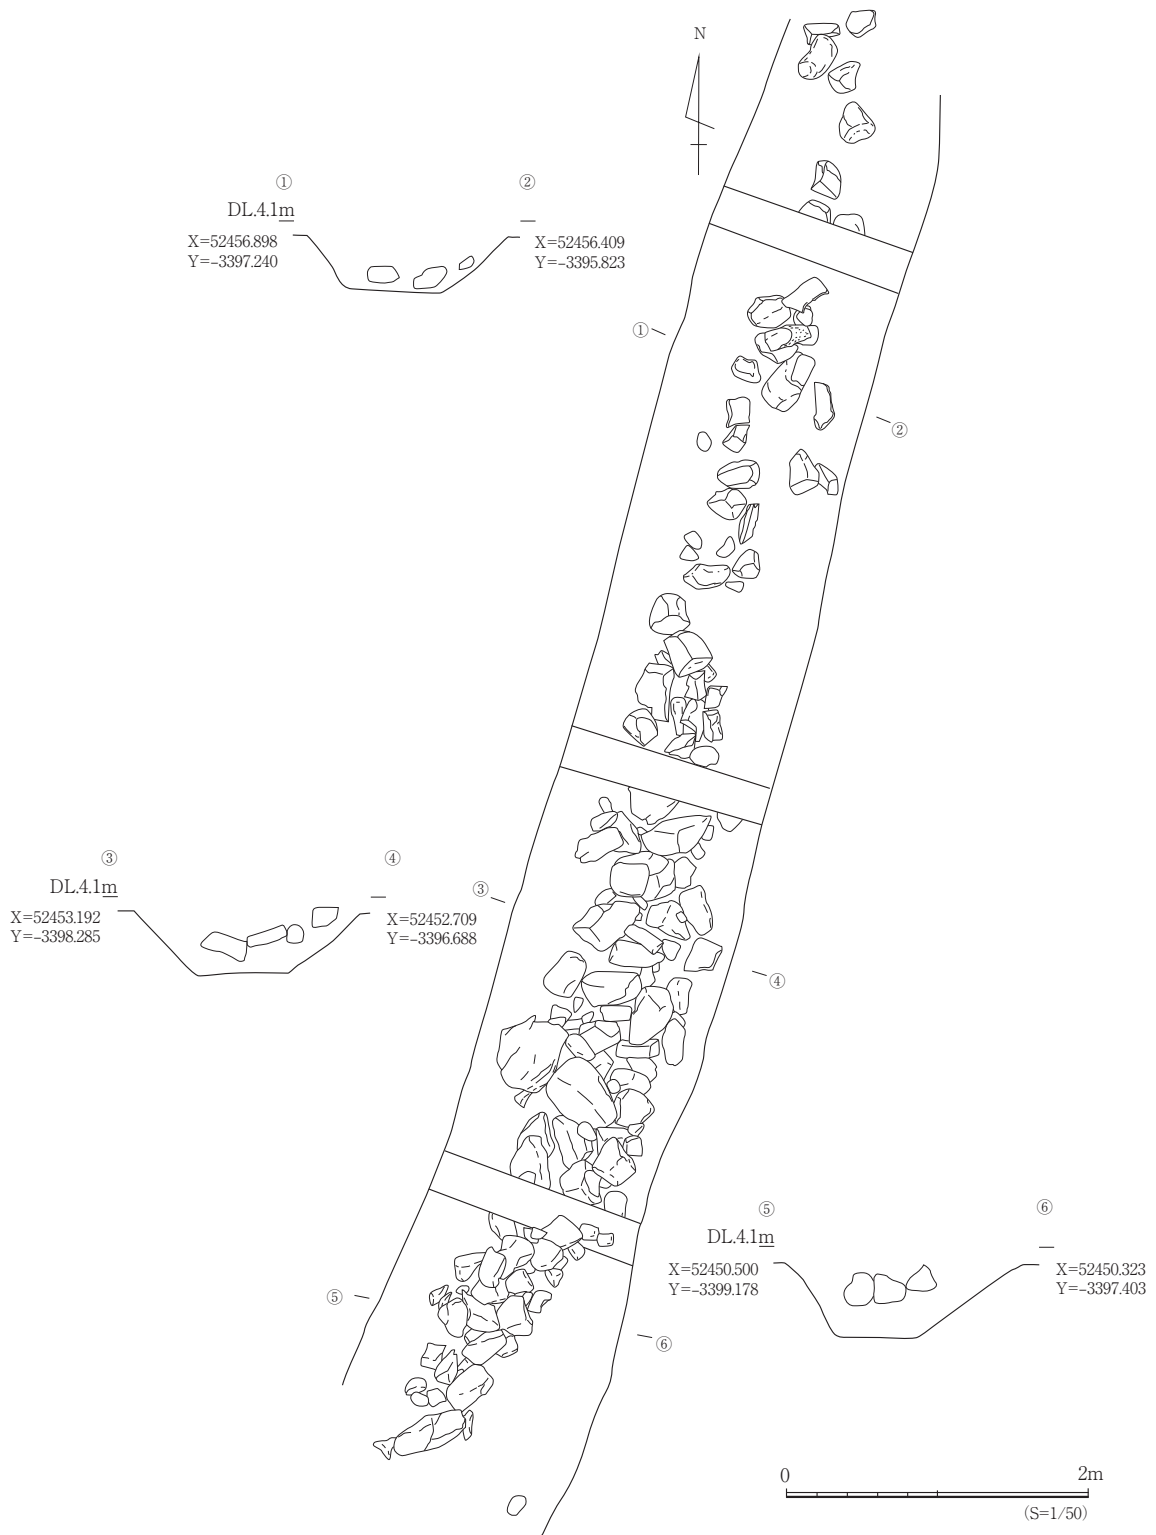 N
① ②
DL.4.1m
X=52456.898
Y=-3397.240
X=52456.409
Y=-3395.823
①
②
③ ④
DL.4.1m
X=52453.192
Y=-3398.285
X=52452.709
Y=-3396.688
③
④
⑤ ⑥
DL.4.1m
X=52450.500
Y=-3399.178
X=52450.323
Y=-3397.403
⑤
⑥
0 2m
(S=1/50)